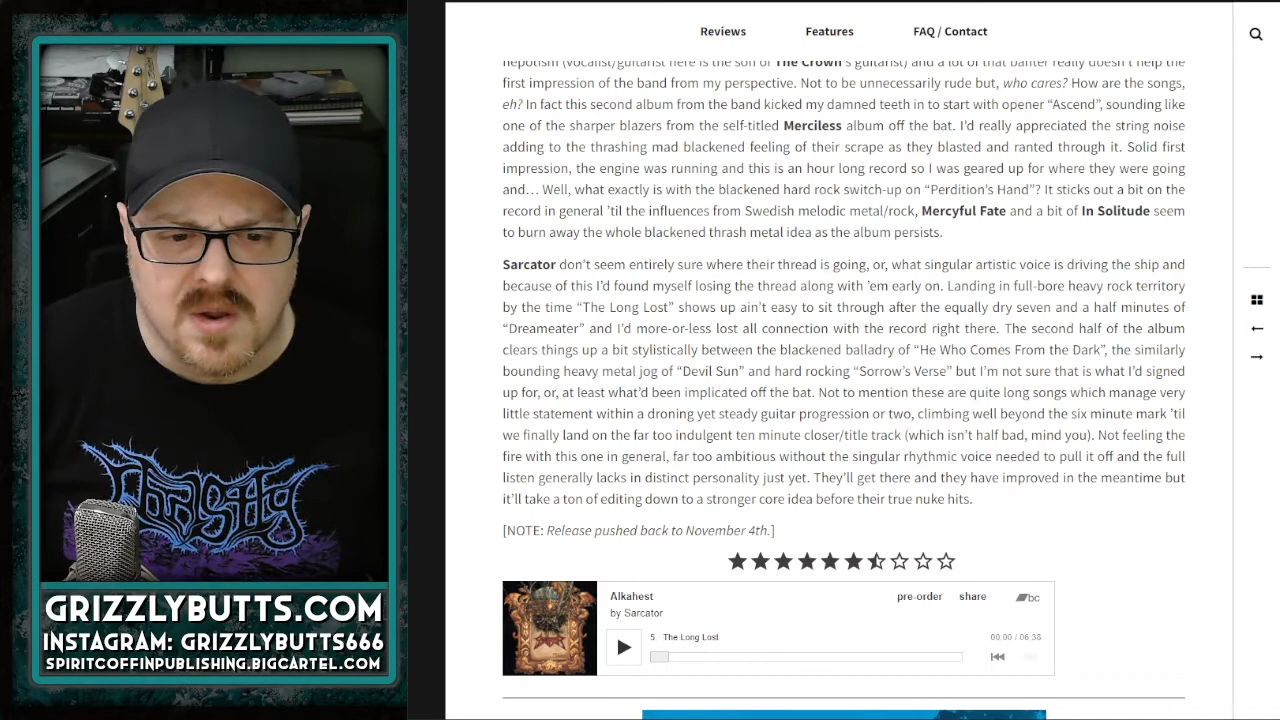 Reviews
Features
FAQ / Contact
nepotism (vocalist/guitarist here is the son of The Crown's guitarist) and a lot of that banter really doesn't help the
first impression of the band from my perspective. Not to be unnecessarily rude but, who cares? How are the songs,
eh? In fact this second album from the band kicked my damned teeth in to start with opener “Ascend”, sounding like
one of the sharper blazers from the self-titled Merciless album off the bat. I’d really appreciated the string noise
adding to the thrashing mad blackened feeling of their scrape as they blasted and ranted through it. Solid first
impression, the engine was running and this is an hour long record so I was geared up for where they were going
and… Well, what exactly is with the blackened hard rock switch-up on “Perdition’s Hand”? It sticks out a bit on the
record in general ’til the influences from Swedish melodic metal/rock, Mercyful Fate and a bit of In Solitude seem
to burn away the whole blackened thrash metal idea as the album persists.
Sarcator don’t seem entirely sure where their thread is going, or, what singular artistic voice is driving the ship and
because of this I’d found myself losing the thread along with ’em early on. Landing in full-bore heavy rock territory
by the time “The Long Lost” shows up ain’t easy to sit through after the equally dry seven and a half minutes of
“Dreameater” and I’d more-or-less lost all connection with the record right there. The second half of the album
clears things up a bit stylistically between the blackened balladry of “He Who Comes From the Dark”, the similarly
bounding heavy metal jog of “Devil Sun” and hard rocking “Sorrow’s Verse” but I’m not sure that is what I’d signed
up for, or, at least what’d been implicated off the bat. Not to mention these are quite long songs which manage very
little statement within a droning yet steady guitar progression or two, climbing well beyond the six minute mark ’til
we finally land on the far too indulgent ten minute closer/title track (which isn’t half bad, mind you). Not feeling the
fire with this one in general, far too ambitious without the singular rhythmic voice needed to pull it off and the full
listen generally lacks in distinct personality just yet. They’ll get there and they have improved in the meantime but
it’ll take a ton of editing down to a stronger core idea before their true nuke hits.
[NOTE: Release pushed back to November 4th.]
Alkahest
by Sarcator
pre-order
share
bc
5 The Long Lost
00:00 / 06:38
Ghastly
GRIZZLYBUTTS.COM
INSTAGRAM: GRIZZLYBUTTS666
SPIRITCOFFINPUBLISHING.BIGCARTEL.COM